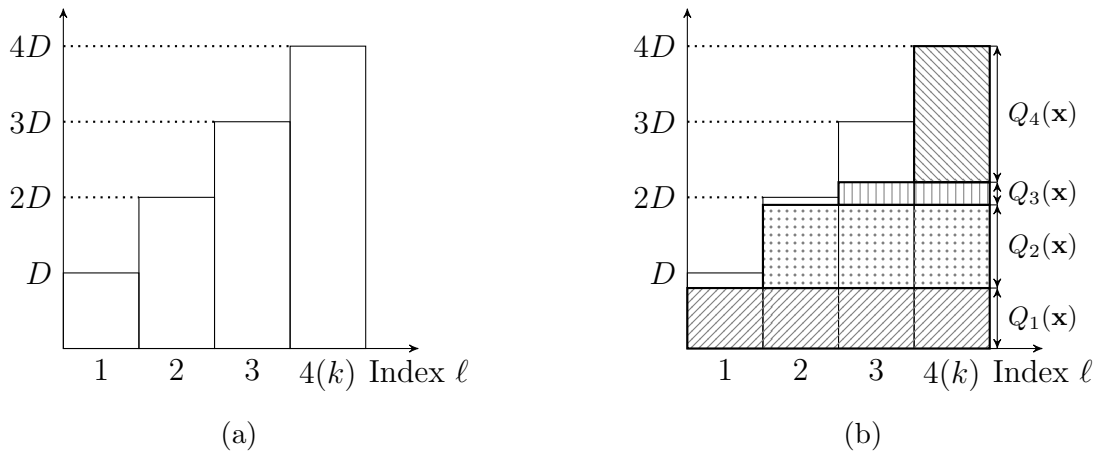 4D
3D
2D
D
1 2 3 4(k) Index ℓ
(a)
4D
3D
2D
D
Q₄(x)
Q₃(x)
Q₂(x)
Q₁(x)
1 2 3 4(k) Index ℓ
(b)